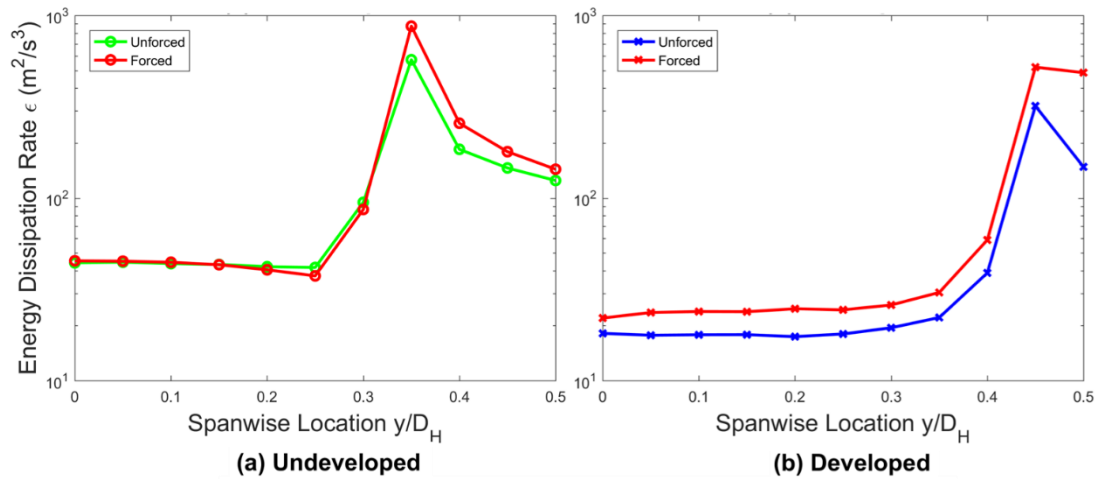 Energy Dissipation Rate ϵ (m²/s³)
10³
10²
10¹
Unforced
Forced
0 0.1 0.2 0.3 0.4 0.5
Spanwise Location y/D_H
(a) Undeveloped
10³
10²
10¹
Unforced
Forced
0 0.1 0.2 0.3 0.4 0.5
Spanwise Location y/D_H
(b) Developed